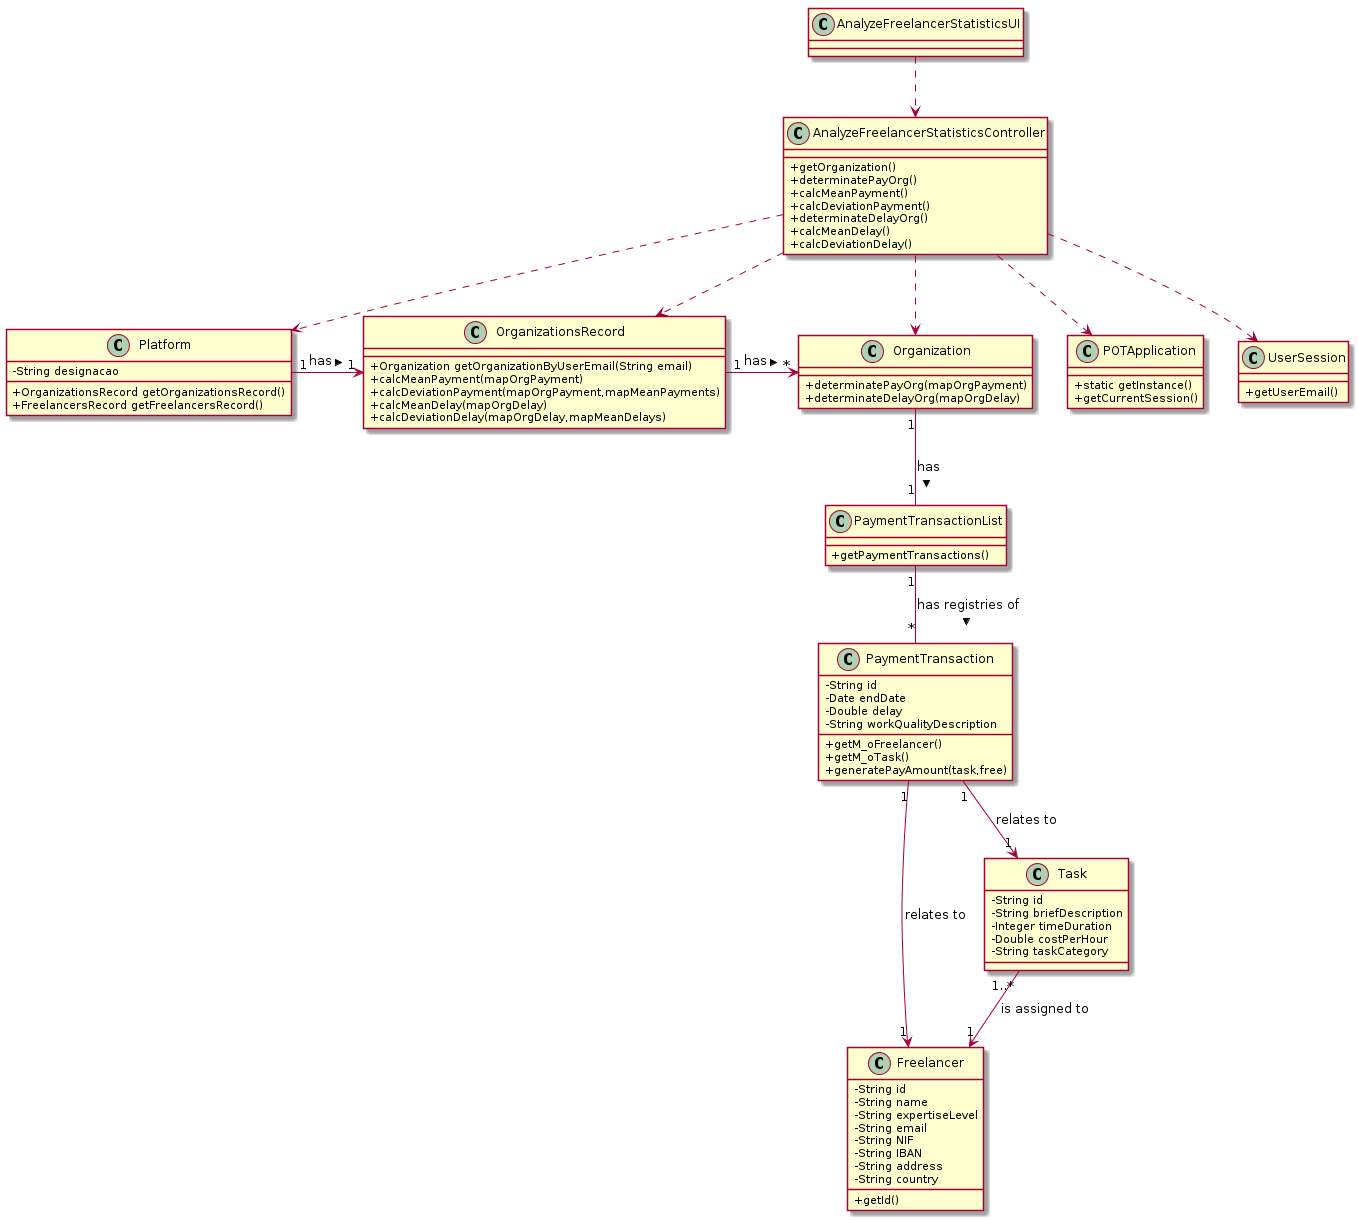 C AnalyzeFreelancerStatisticsUI
C AnalyzeFreelancerStatisticsController
+getOrganization()
+determinatePayOrg()
+calcMeanPayment()
+calcDeviationPayment()
+determinateDelayOrg()
+calcMeanDelay()
+calcDeviationDelay()
C Platform
-String designacao
+OrganizationsRecord getOrganizationsRecord()
+FreelancersRecord getFreelancersRecord()
1 has ▶ 1
C OrganizationsRecord
+Organization getOrganizationByUserEmail(String email)
+calcMeanPayment(mapOrgPayment)
+calcDeviationPayment(mapOrgPayment,mapMeanPayments)
+calcMeanDelay(mapOrgDelay)
+calcDeviationDelay(mapOrgDelay,mapMeanDelays)
1 has ▶ *
C Organization
+determinatePayOrg(mapOrgPayment)
+determinateDelayOrg(mapOrgDelay)
C POTApplication
+static getInstance()
+getCurrentSession()
C UserSession
+getUserEmail()
1
has
▼
1
C PaymentTransactionList
+getPaymentTransactions()
1
has registries of
▼
*
C PaymentTransaction
-String id
-Date endDate
-Double delay
-String workQualityDescription
+getM_oFreelancer()
+getM_oTask()
+generatePayAmount(task,free)
1
1
relates to
1
C Task
-String id
-String briefDescription
-Integer timeDuration
-Double costPerHour
-String taskCategory
relates to
1..*
is assigned to
1
1
C Freelancer
-String id
-String name
-String expertiseLevel
-String email
-String NIF
-String IBAN
-String address
-String country
+getId()